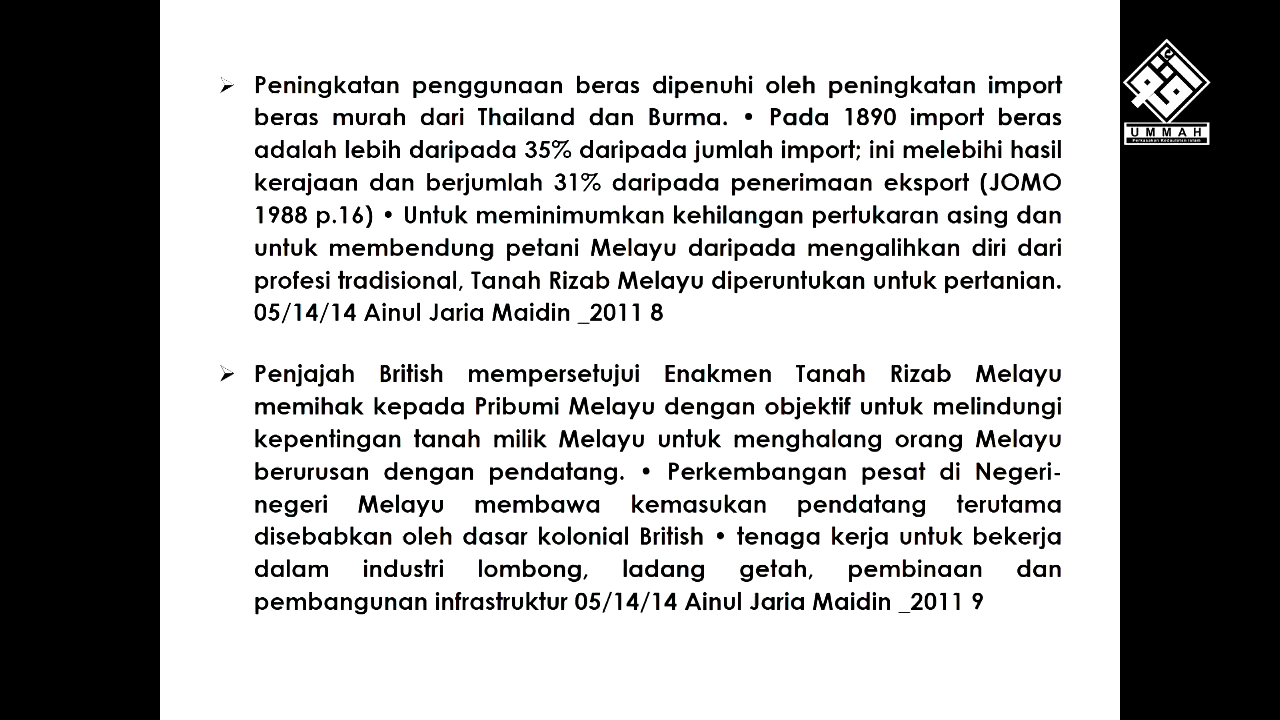 Peningkatan penggunaan beras dipenuhi oleh peningkatan import
beras murah dari Thailand dan Burma. • Pada 1890 import beras
adalah lebih daripada 35% daripada jumlah import; ini melebihi hasil
kerajaan dan berjumlah 31% daripada penerimaan eksport (JOMO
1988 p.16) • Untuk meminimumkan kehilangan pertukaran asing dan
untuk membendung petani Melayu daripada mengalihkan diri dari
profesi tradisional, Tanah Rizab Melayu diperuntukan untuk pertanian.
05/14/14 Ainul Jaria Maidin _2011 8
Penjajah British mempersetujui Enakmen Tanah Rizab Melayu
memihak kepada Pribumi Melayu dengan objektif untuk melindungi
kepentingan tanah milik Melayu untuk menghalang orang Melayu
berurusan dengan pendatang. • Perkembangan pesat di Negeri-
negeri Melayu membawa kemasukan pendatang terutama
disebabkan oleh dasar kolonial British • tenaga kerja untuk bekerja
dalam industri lombong, ladang getah, pembinaan dan
pembangunan infrastruktur 05/14/14 Ainul Jaria Maidin _2011 9
UMMAH